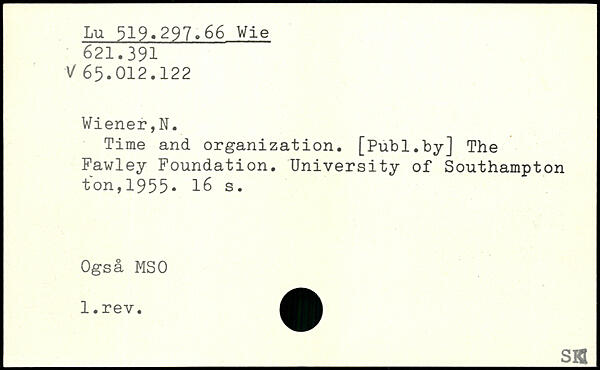 Lu 519.297.66 Wie
621.391
V 65.012.122
Wiener,N.
Time and organization. [Publ.by] The
Fawley Foundation. University of Southampton
ton,1955. 16 s.
Også MSO
1.rev.